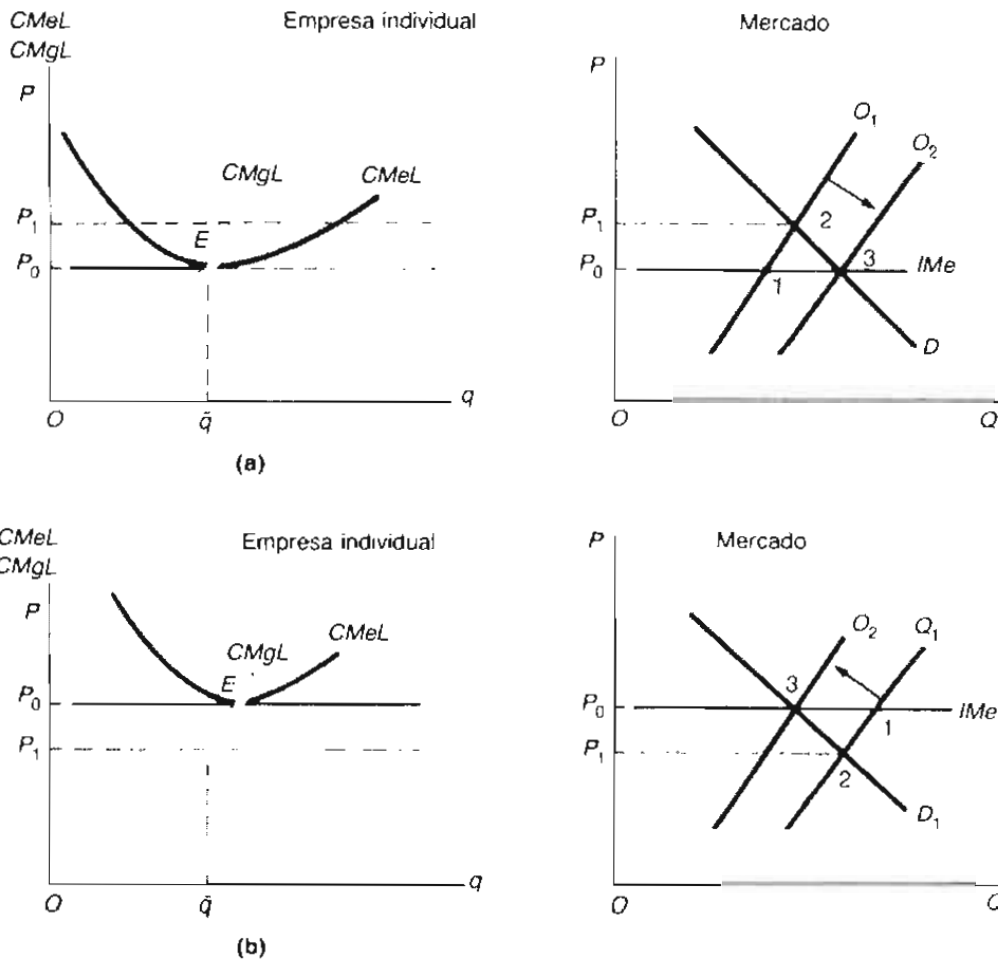 CMeL
CMgL
Empresa individual
P
CMgL
CMeL
P₁
E
P₀
O
q̄
q
(a)
Mercado
P
O₁
O₂
P₁
2
P₀
3
IMe
1
D
O
Q
CMeL
CMgL
Empresa individual
P
CMgL
CMeL
E
P₀
P₁
O
q̄
q
(b)
Mercado
P
O₂
Q₁
3
P₀
IMe
1
P₁
2
D₁
O